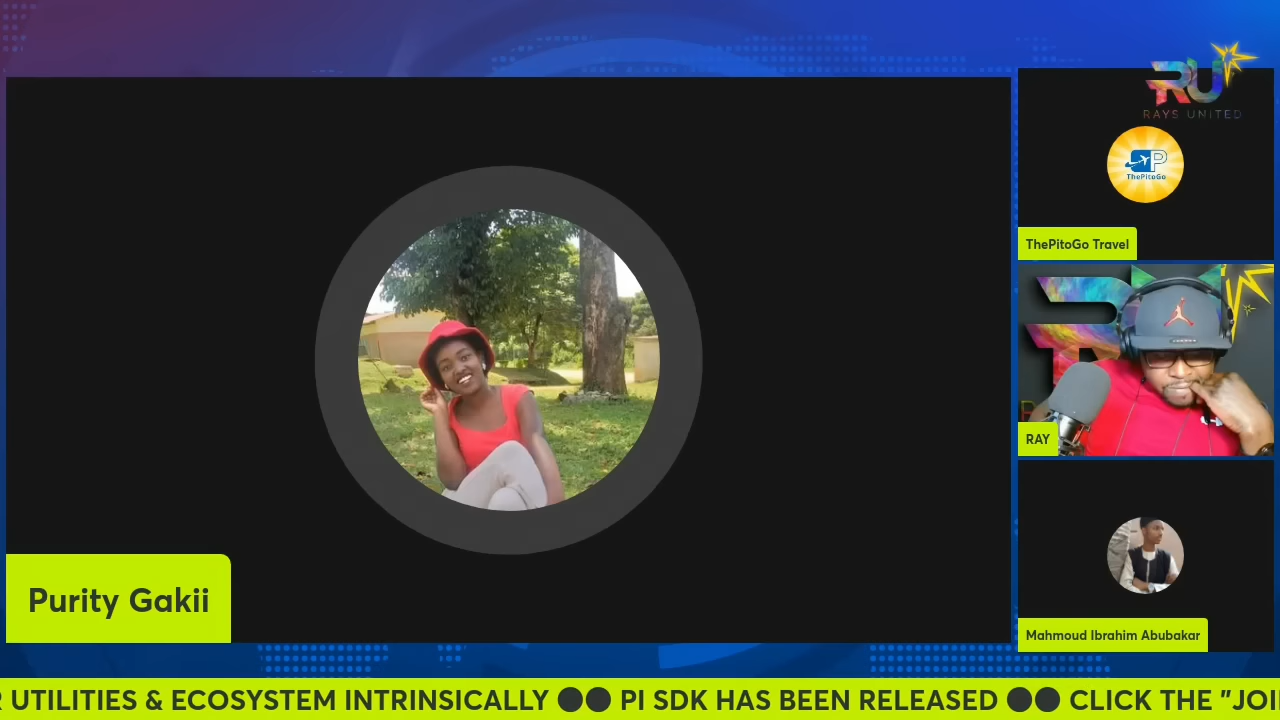 RU
RAYS UNITED
P
ThePitoGo
ThePitoGo Travel
RAY
Purity Gakii
Mahmoud Ibrahim Abubakar
UTILITIES & ECOSYSTEM INTRINSICALLY ⚫⚫ PI SDK HAS BEEN RELEASED ⚫⚫ CLICK THE "JOI